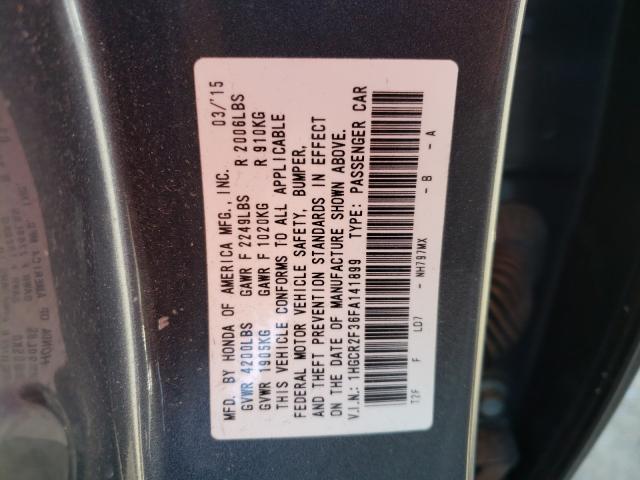 MFD. BY HONDA OF AMERICA MFG., INC. 03/'15
GVWR 4200LBS GAWR F 2249LBS R 2006LBS
GVWR 1905KG GAWR F 1020KG R 910KG
THIS VEHICLE CONFORMS TO ALL APPLICABLE
FEDERAL MOTOR VEHICLE SAFETY, BUMPER,
AND THEFT PREVENTION STANDARDS IN EFFECT
ON THE DATE OF MANUFACTURE SHOWN ABOVE.
V.I.N.: 1HGCR2F36FA141899 TYPE: PASSENGER CAR
T2F F LD7 - NH797MX - B - A